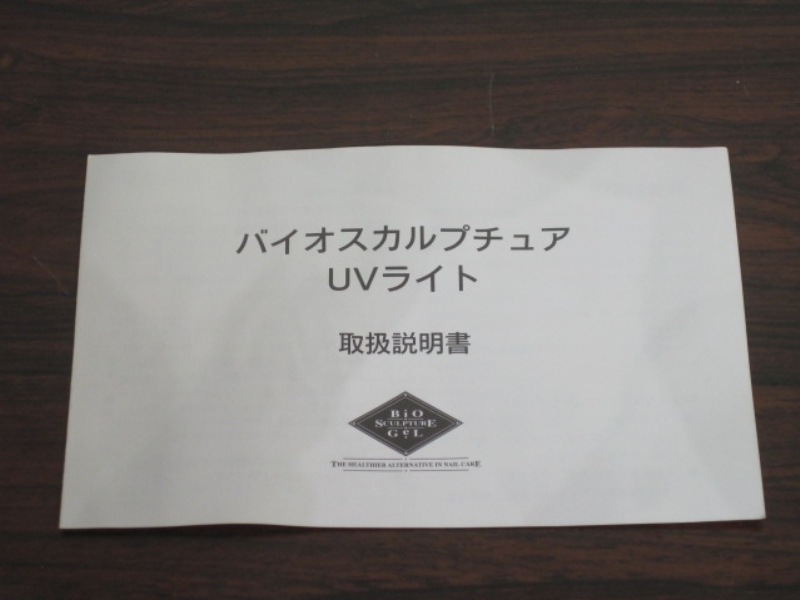 バイオスカルプチュア
UVライト
取扱説明書
BiO
SCULPTURE
GeL
THE HEALTHIER ALTERNATIVE IN NAIL CARE